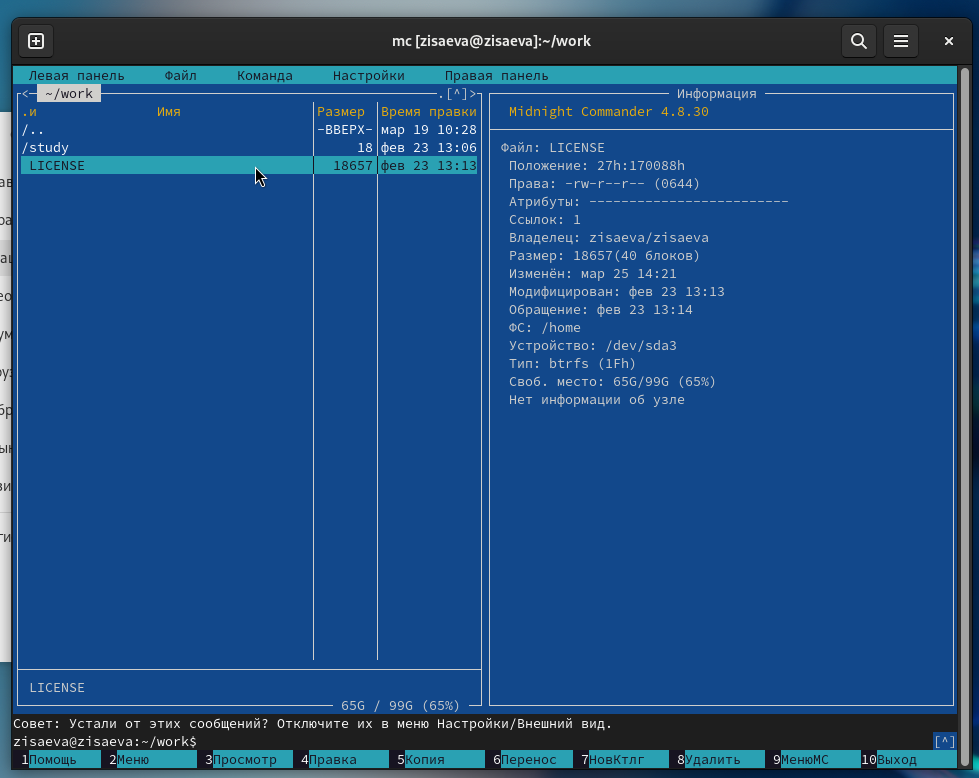 mc [zisaeva@zisaeva]:~/work
Левая панель Файл Команда Настройки Правая панель
<- ~/work .[^]>
.и Имя Размер Время правки
/.. -ВВЕРХ- мар 19 10:28
/study 18 фев 23 13:06
LICENSE 18657 фев 23 13:13
LICENSE
65G / 99G (65%)
Информация
Midnight Commander 4.8.30
Файл: LICENSE
Положение: 27h:170088h
Права: -rw-r--r-- (0644)
Атрибуты: -------------------------
Ссылок: 1
Владелец: zisaeva/zisaeva
Размер: 18657(40 блоков)
Изменён: мар 25 14:21
Модифицирован: фев 23 13:13
Обращение: фев 23 13:14
ФС: /home
Устройство: /dev/sda3
Тип: btrfs (1Fh)
Своб. место: 65G/99G (65%)
Нет информации об узле
Совет: Устали от этих сообщений? Отключите их в меню Настройки/Внешний вид.
zisaeva@zisaeva:~/work$ [^]
1Помощь 2Меню 3Просмотр 4Правка 5Копия 6Перенос 7НовКтлг 8Удалить 9МенюMC 10Выход